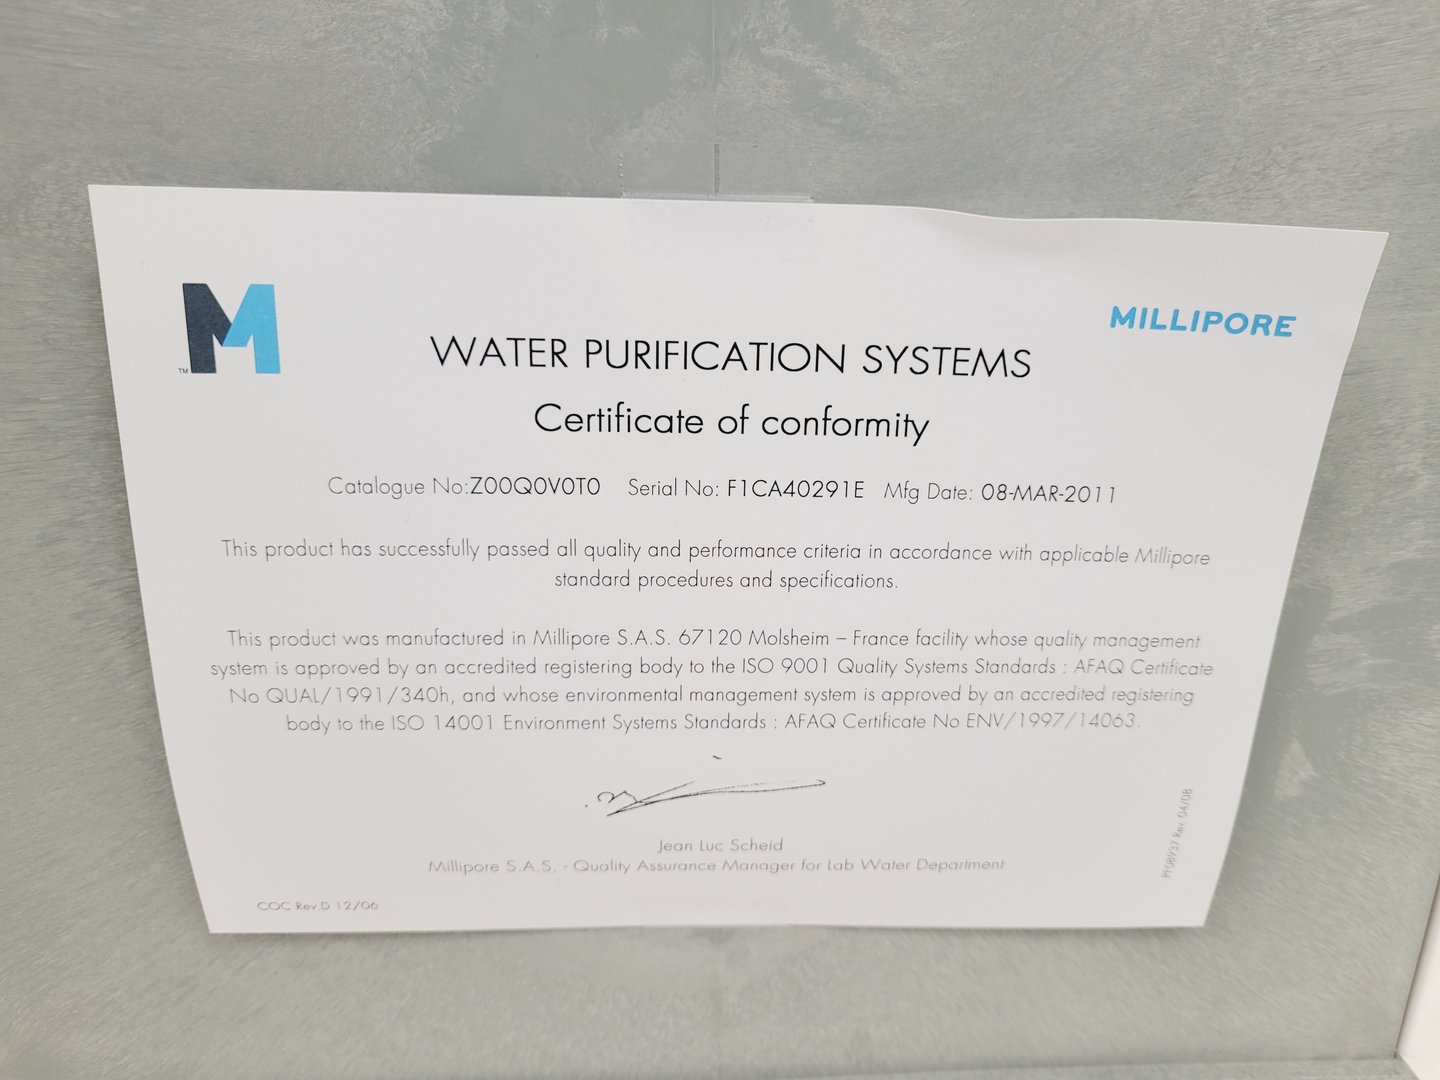 M
TM
MILLIPORE
WATER PURIFICATION SYSTEMS
Certificate of conformity
Catalogue No:Z00Q0V0T0 Serial No: F1CA40291E Mfg Date: 08-MAR-2011
This product has successfully passed all quality and performance criteria in accordance with applicable Millipore
standard procedures and specifications.
This product was manufactured in Millipore S.A.S. 67120 Molsheim – France facility whose quality management
system is approved by an accredited registering body to the ISO 9001 Quality Systems Standards : AFAQ Certificate
No QUAL/1991/340h, and whose environmental management system is approved by an accredited registering
body to the ISO 14001 Environment Systems Standards : AFAQ Certificate No ENV/1997/14063.
Jean Luc Scheid
Millipore S.A.S. - Quality Assurance Manager for Lab Water Department
COC Rev.D 12/06
Rev. 04/08